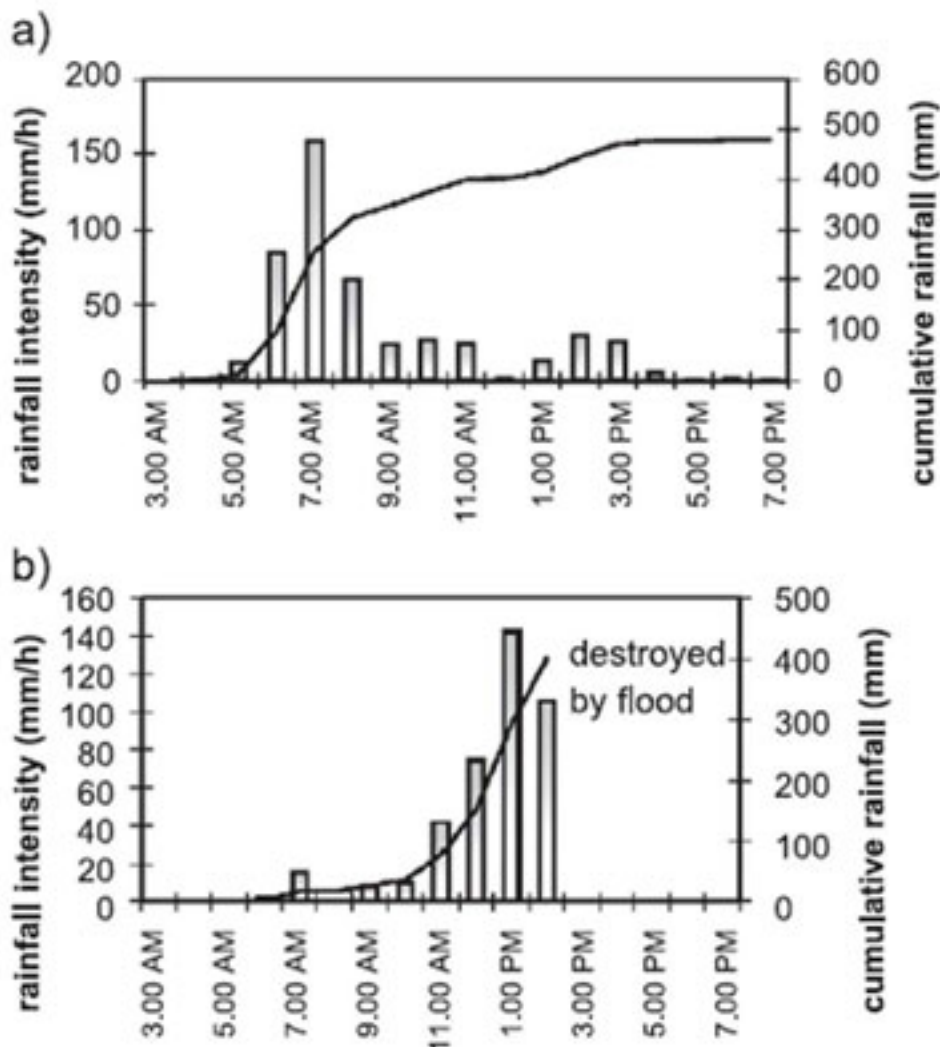 a)
rainfall intensity (mm/h)
200
150
100
50
0
600
500
400
300
200
100
0
cumulative rainfall (mm)
3.00 AM
5.00 AM
7.00 AM
9.00 AM
11.00 AM
1.00 PM
3.00 PM
5.00 PM
7.00 PM
b)
rainfall intensity (mm/h)
160
140
120
100
80
60
40
20
0
destroyed
by flood
500
400
300
200
100
0
cumulative rainfall (mm)
3.00 AM
5.00 AM
7.00 AM
9.00 AM
11.00 AM
1.00 PM
3.00 PM
5.00 PM
7.00 PM